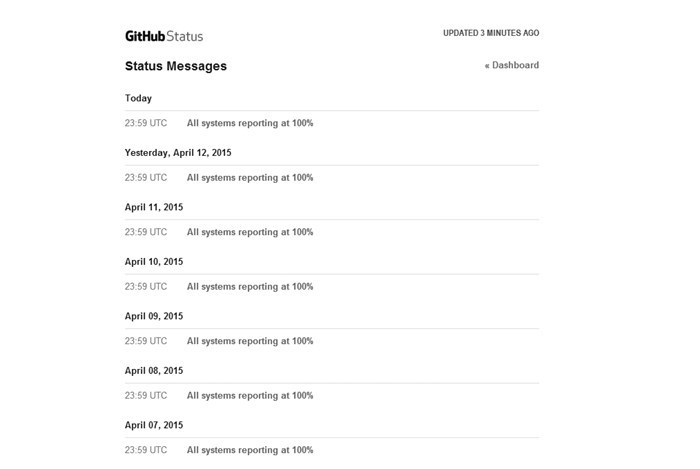 GitHub Status
UPDATED 3 MINUTES AGO
Status Messages
« Dashboard
Today
23:59 UTC All systems reporting at 100%
Yesterday, April 12, 2015
23:59 UTC All systems reporting at 100%
April 11, 2015
23:59 UTC All systems reporting at 100%
April 10, 2015
23:59 UTC All systems reporting at 100%
April 09, 2015
23:59 UTC All systems reporting at 100%
April 08, 2015
23:59 UTC All systems reporting at 100%
April 07, 2015
23:59 UTC All systems reporting at 100%